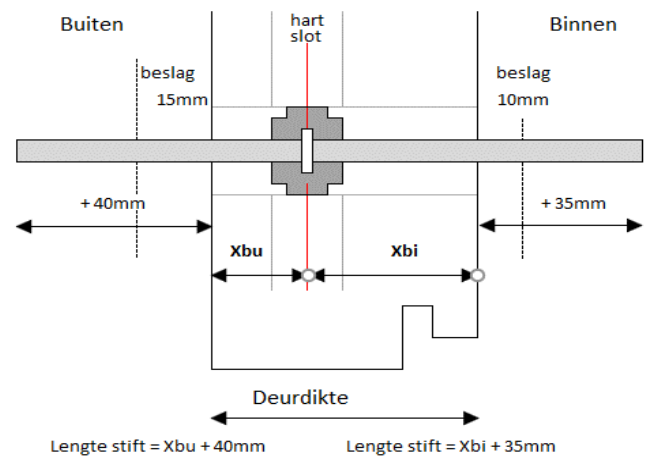 Buiten
hart
slot
Binnen
beslag
15mm
beslag
10mm
+ 40mm
+ 35mm
Xbu
Xbi
Deurdikte
Lengte stift = Xbu + 40mm
Lengte stift = Xbi + 35mm